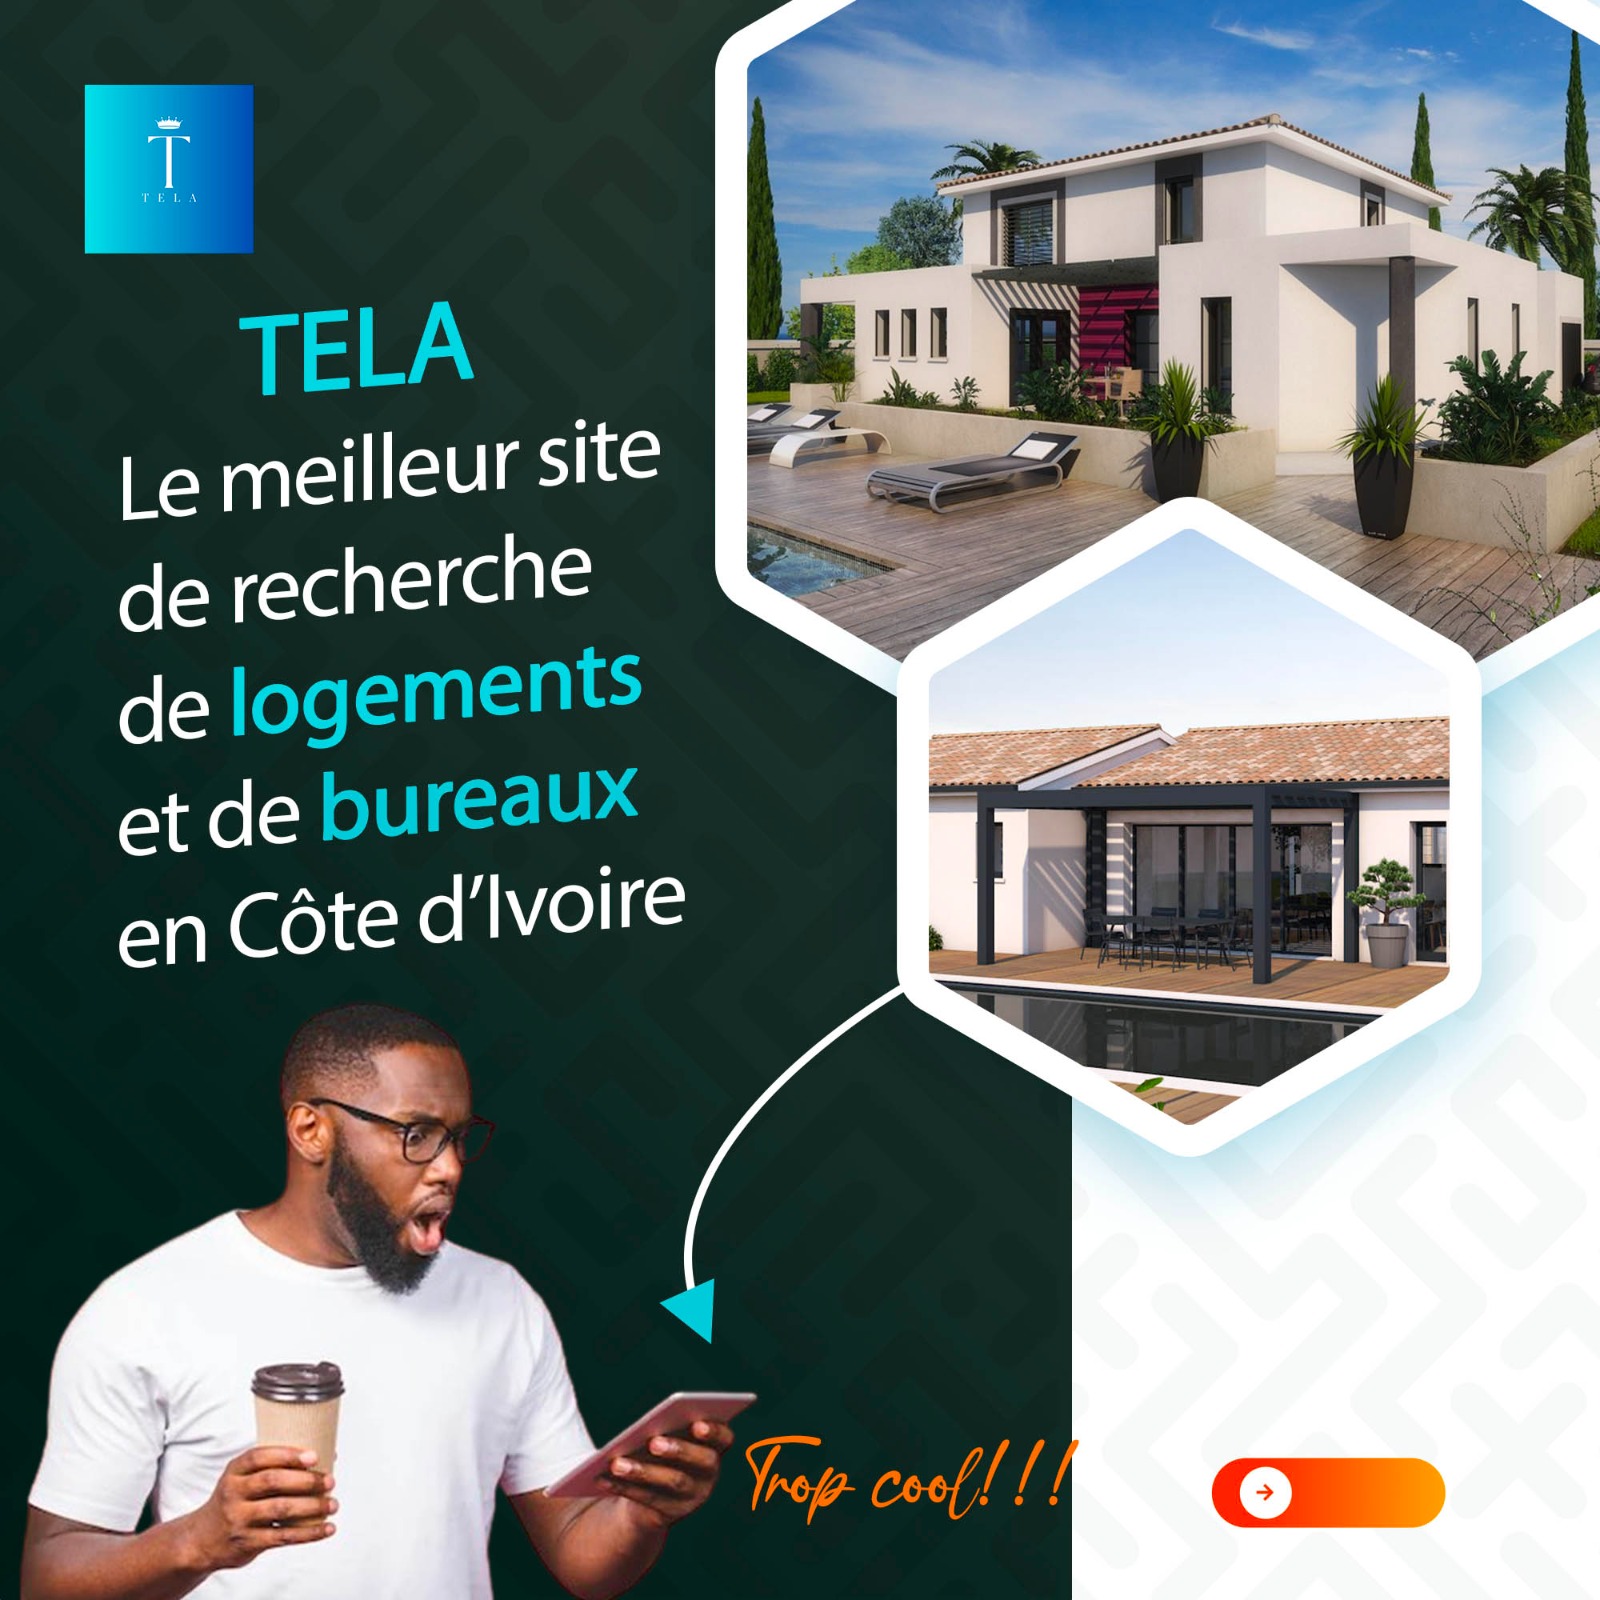 T
TELA
TELA
Le meilleur site
de recherche
de logements
et de bureaux
en Côte d’Ivoire
Trop cool!!!